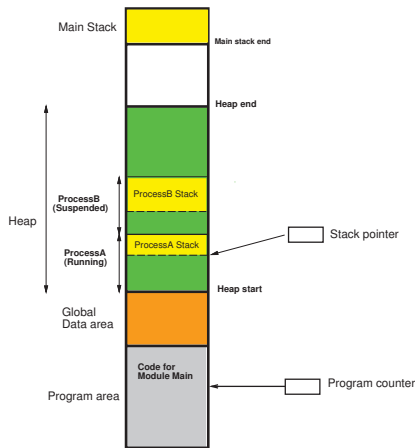 Main Stack
Main stack end
Heap end
ProcessB
(Suspended)
ProcessB Stack
Heap
ProcessA
(Running)
ProcessA Stack
Stack pointer
Heap start
Global
Data area
Code for
Module Main
Program area
Program counter